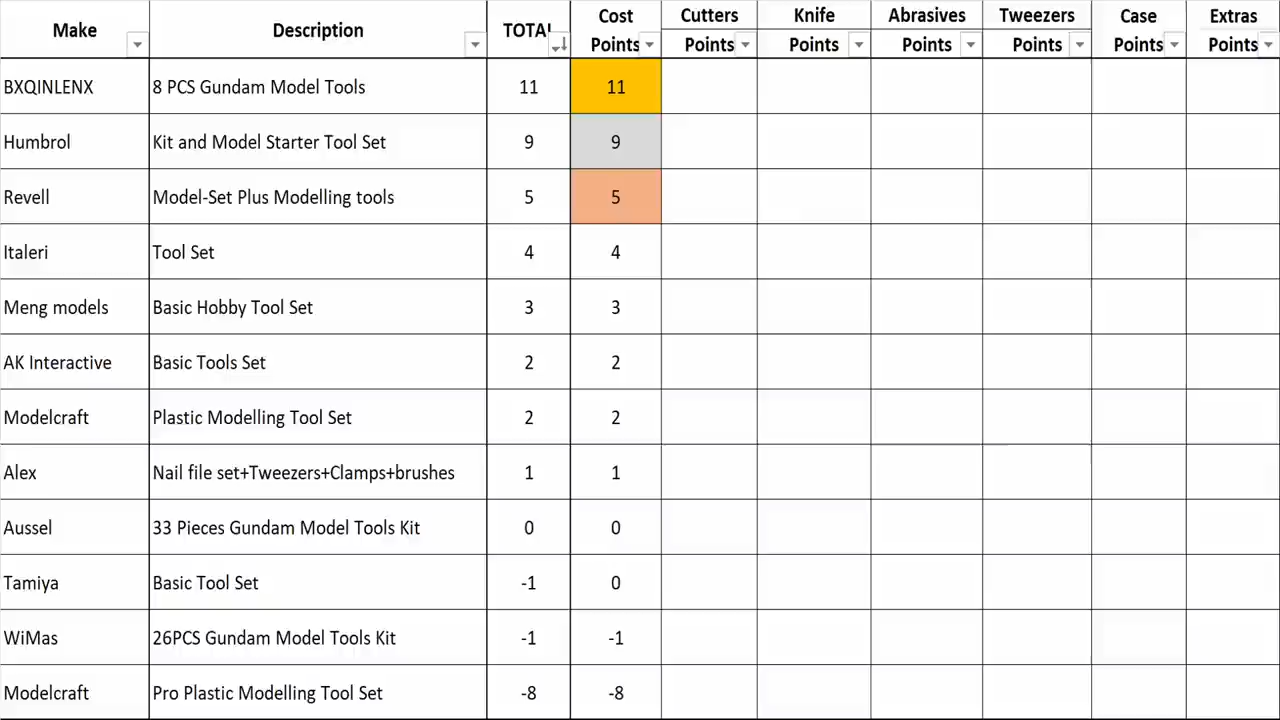 Make Description TOTAL Cost Points Cutters Points Knife Points Abrasives Points Tweezers Points Case Points Extras Points
BXQINLENX 8 PCS Gundam Model Tools 11 11
Humbrol Kit and Model Starter Tool Set 9 9
Revell Model-Set Plus Modelling tools 5 5
Italeri Tool Set 4 4
Meng models Basic Hobby Tool Set 3 3
AK Interactive Basic Tools Set 2 2
Modelcraft Plastic Modelling Tool Set 2 2
Alex Nail file set+Tweezers+Clamps+brushes 1 1
Aussel 33 Pieces Gundam Model Tools Kit 0 0
Tamiya Basic Tool Set -1 0
WiMas 26PCS Gundam Model Tools Kit -1 -1
Modelcraft Pro Plastic Modelling Tool Set -8 -8